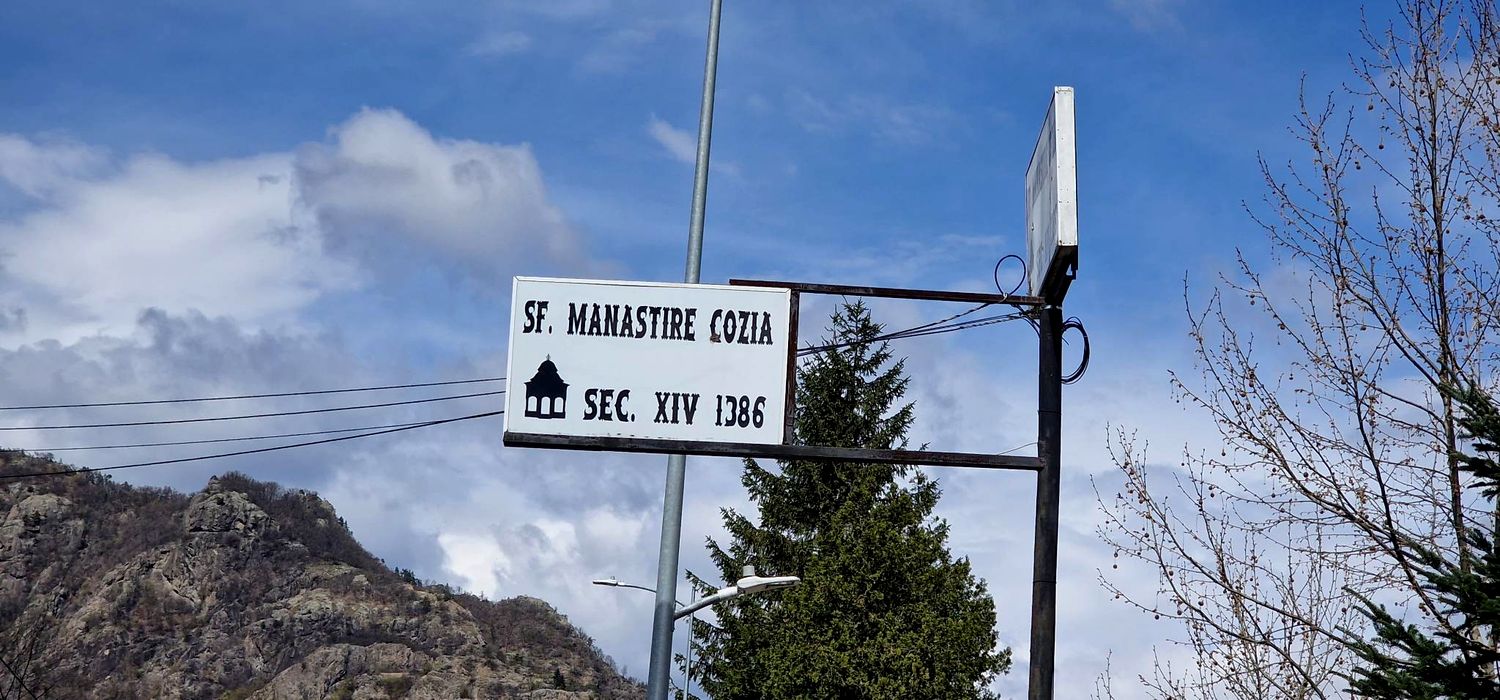 SF. MANASTIRE COZIA
SEC. XIV 1386